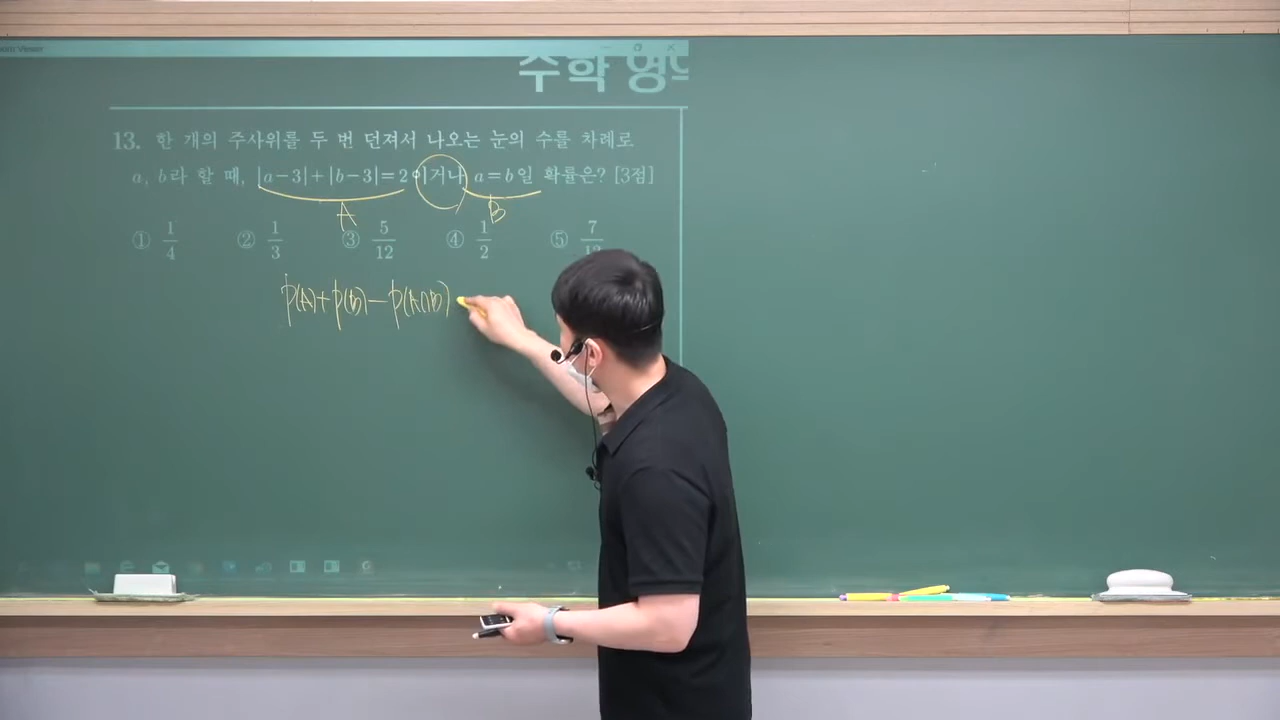 수학 영
13. 한 개의 주사위를 두 번 던져서 나오는 눈의 수를 차례로
a, b라 할 때, |a-3|+|b-3|=2이거나 a=b일 확률은? [3점]
A B
① 1/4 ② 1/3 ③ 5/12 ④ 1/2 ⑤ 7/12
p(A)+p(B)-p(A∩B)